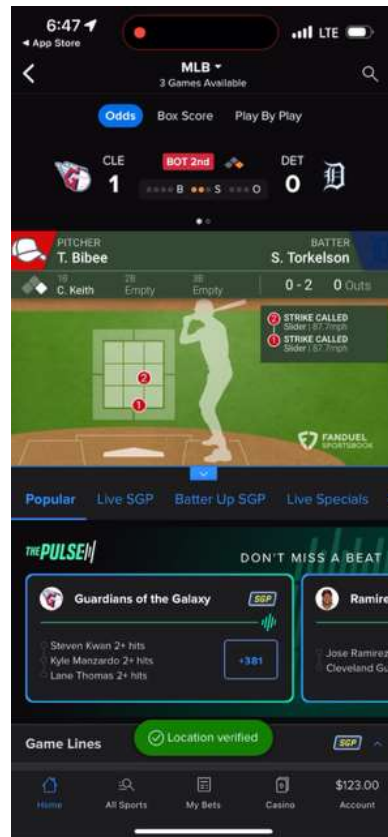 6:47
LTE
App Store
MLB
3 Games Available
Odds
Box Score
Play By Play
CLE
1
BOT 2nd
B
S
O
DET
0
PITCHER
T. Bibee
BATTER
S. Torkelson
1B
C. Keith
2B
Empty
3B
Empty
0 - 2
0 Outs
2 STRIKE CALLED
Slider | 87.7mph
1 STRIKE CALLED
Slider | 87.7mph
2
1
FANDUEL
SPORTSBOOK
Popular
Live SGP
Batter Up SGP
Live Specials
THE PULSE
DON'T MISS A BEAT
Guardians of the Galaxy
SGP
Steven Kwan 2+ hits
Kyle Manzardo 2+ hits
Lane Thomas 2+ hits
+381
Ramire
Jose Ramirez
Cleveland Gu
Game Lines
Location verified
SGP
Home
All Sports
My Bets
Casino
$123.00
Account